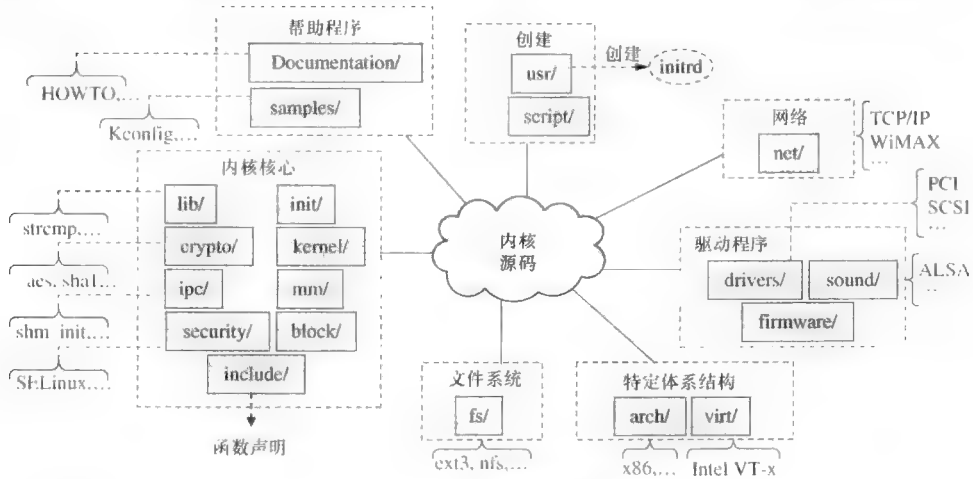 帮助程序
Documentation/
samples/
HOWTO,…
Kconfig,…
创建
usr/
script/
创建
initrd
网络
net/
TCP/IP
WiMAX
…
内核核心
lib/
init/
crypto/
kernel/
ipc/
mm/
security/
block/
include/
函数声明
strcmp,…
aes, sha1…
shm_init,…
SELinux,…
内核
源码
PCI
SCSI
…
驱动程序
drivers/
sound/
firmware/
ALSA
..
文件系统
fs/
ext3, nfs,…
特定体系结构
arch/
virt/
x86,…
Intel VT-x